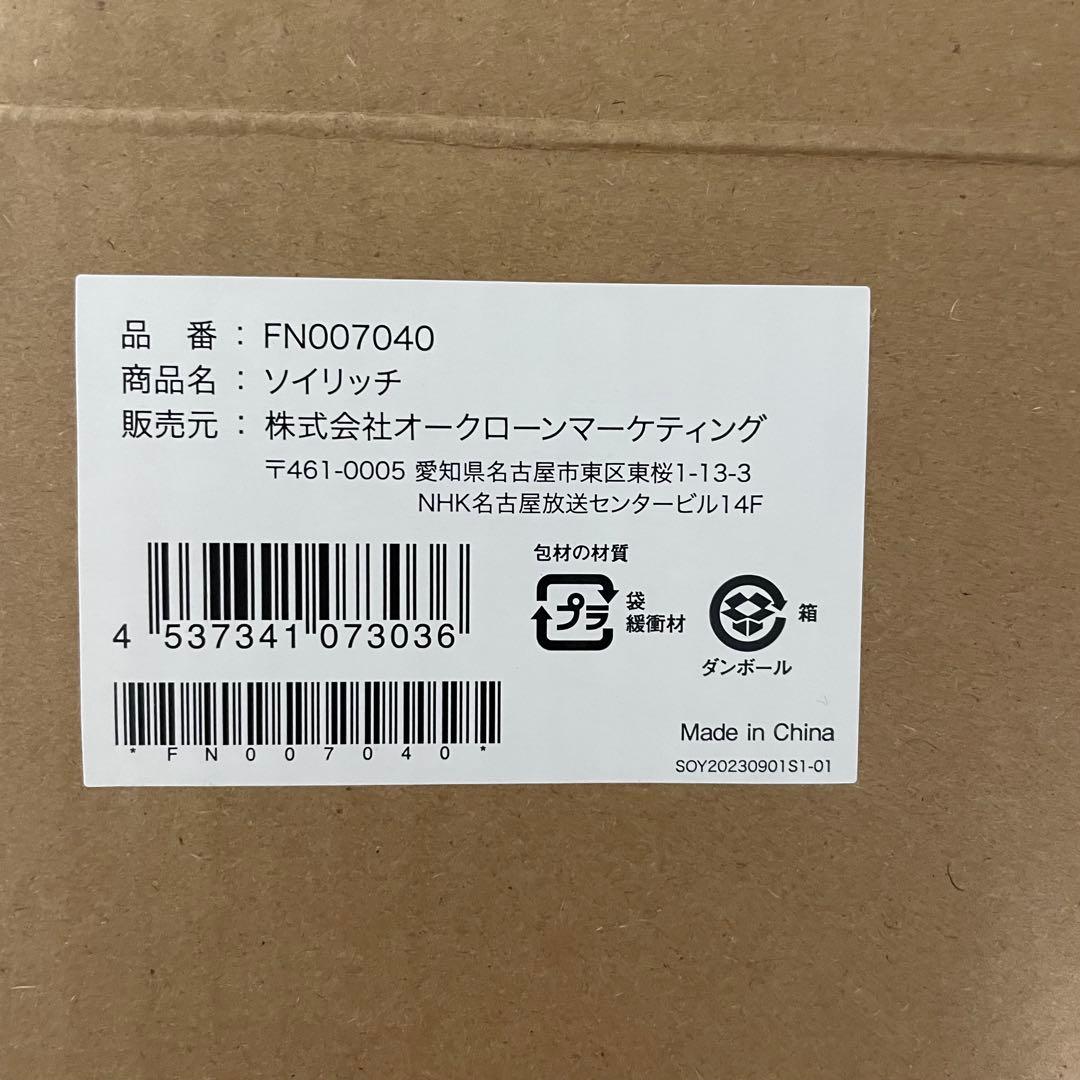 品　番 : FN007040
商品名 : ソイリッチ
販売元 : 株式会社オークローンマーケティング
〒461-0005 愛知県名古屋市東区東桜1-13-3
NHK名古屋放送センタービル14F
4 537341 073036
*FN007040*
包材の材質
プラ 袋
緩衝材
箱
ダンボール
Made in China
SOY20230901S1-01